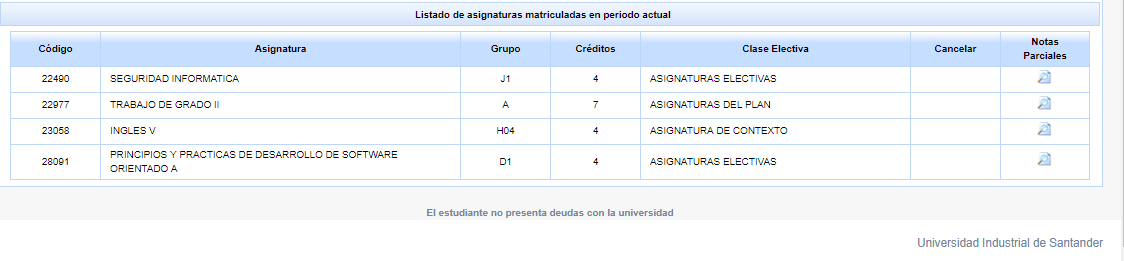 Listado de asignaturas matriculadas en periodo actual
Código Asignatura Grupo Créditos Clase Electiva Cancelar Notas Parciales
22490 SEGURIDAD INFORMATICA J1 4 ASIGNATURAS ELECTIVAS
22977 TRABAJO DE GRADO II A 7 ASIGNATURAS DEL PLAN
23058 INGLES V H04 4 ASIGNATURA DE CONTEXTO
28091 PRINCIPIOS Y PRACTICAS DE DESARROLLO DE SOFTWARE
ORIENTADO A D1 4 ASIGNATURAS ELECTIVAS
El estudiante no presenta deudas con la universidad
Universidad Industrial de Santander